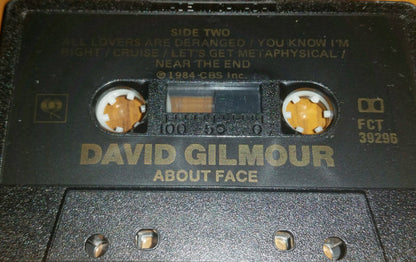 SIDE TWO
ALL LOVERS ARE DERANGED / YOU KNOW I'M
RIGHT / CRUISE / LET'S GET METAPHYSICAL /
NEAR THE END
℗ 1984 CBS Inc.
100 50 0
FCT
39296
DAVID GILMOUR
ABOUT FACE